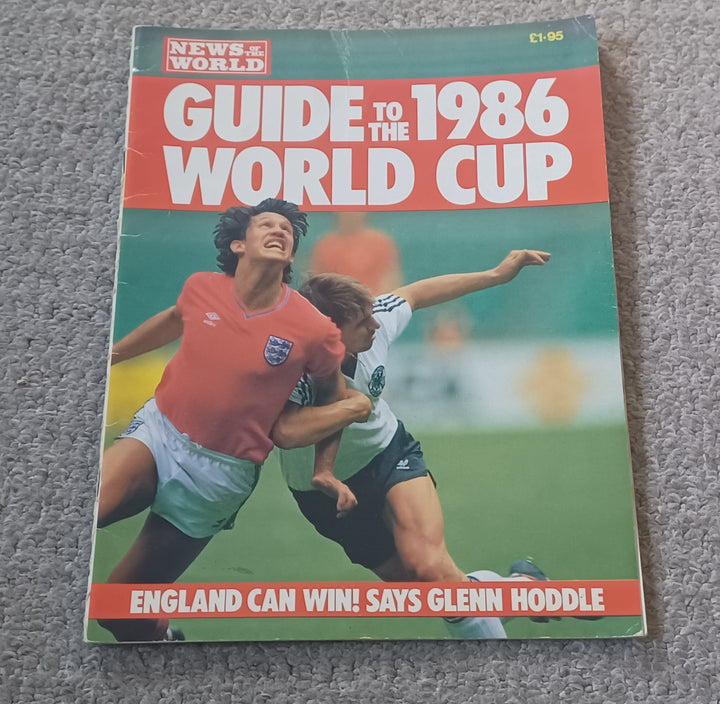 £1·95
NEWS OF THE
WORLD
GUIDE TO THE 1986
WORLD CUP
ENGLAND CAN WIN! SAYS GLENN HODDLE